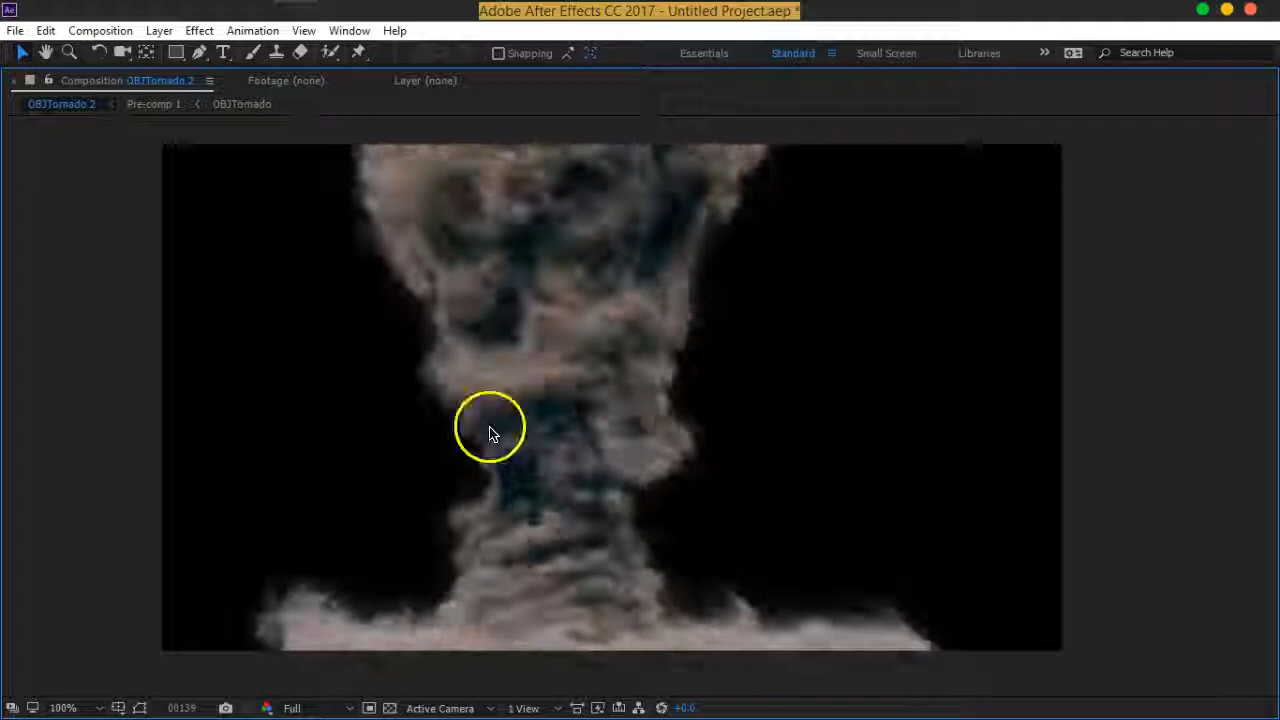 Ae Adobe After Effects CC 2017 - Untitled Project.aep *
File Edit Composition Layer Effect Animation View Window Help
T Snapping Essentials Standard Small Screen Libraries Search Help
Composition OBJTornado 2 Footage (none) Layer (none)
OBJTornado 2 Pre-comp 1 OBJTornado
100% 00139 Full Active Camera 1 View +0.0